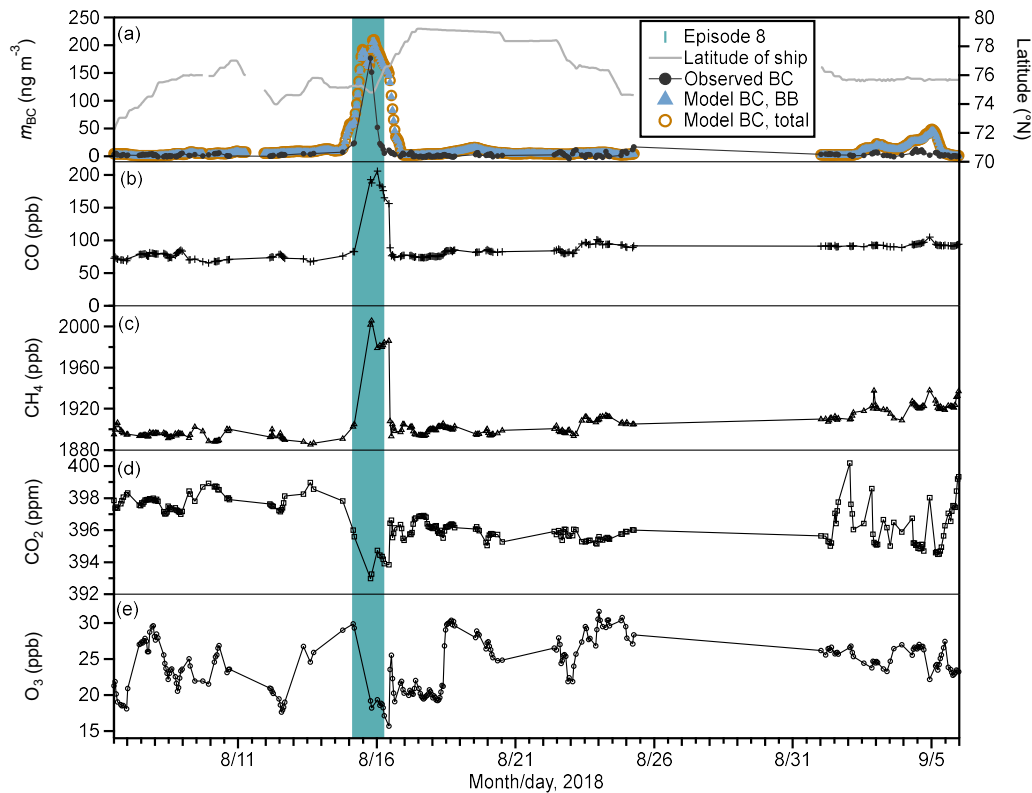 (a)
250
200
150
100
50
0
m_BC (ng m⁻³)
80
78
76
74
72
70
Latitude (°N)
Episode 8
Latitude of ship
Observed BC
Model BC, BB
Model BC, total
(b)
200
150
100
50
0
CO (ppb)
(c)
2000
1960
1920
1880
CH₄ (ppb)
(d)
400
398
396
394
392
CO₂ (ppm)
(e)
30
25
20
15
O₃ (ppb)
8/11
8/16
8/21
8/26
8/31
9/5
Month/day, 2018